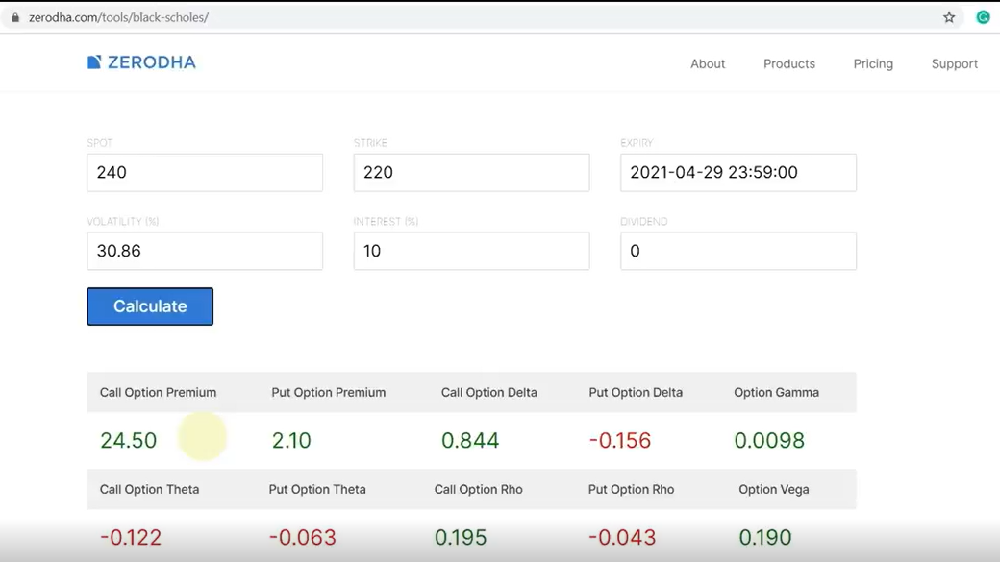 zerodha.com/tools/black-scholes/
ZERODHA About Products Pricing Support
SPOT STRIKE EXPIRY
240 220 2021-04-29 23:59:00
VOLATILITY (%) INTEREST (%) DIVIDEND
30.86 10 0
Calculate
Call Option Premium Put Option Premium Call Option Delta Put Option Delta Option Gamma
24.50 2.10 0.844 -0.156 0.0098
Call Option Theta Put Option Theta Call Option Rho Put Option Rho Option Vega
-0.122 -0.063 0.195 -0.043 0.190